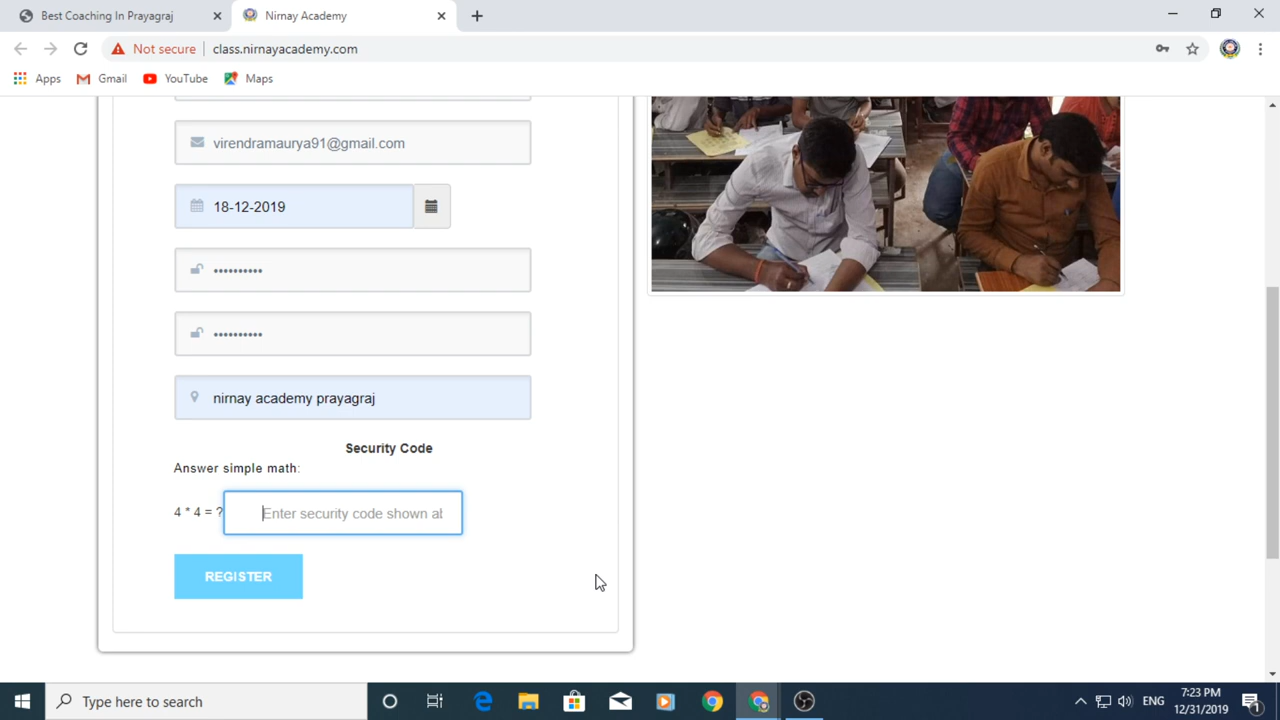 Best Coaching In Prayagraj
Nirnay Academy
Not secure
class.nirnayacademy.com
Apps
Gmail
YouTube
Maps
virendramaurya91@gmail.com
18-12-2019
••••••••••
••••••••••
nirnay academy prayagraj
Security Code
Answer simple math:
4 * 4 = ?
Enter security code shown al
REGISTER
Type here to search
ENG
7:23 PM
12/31/2019
1